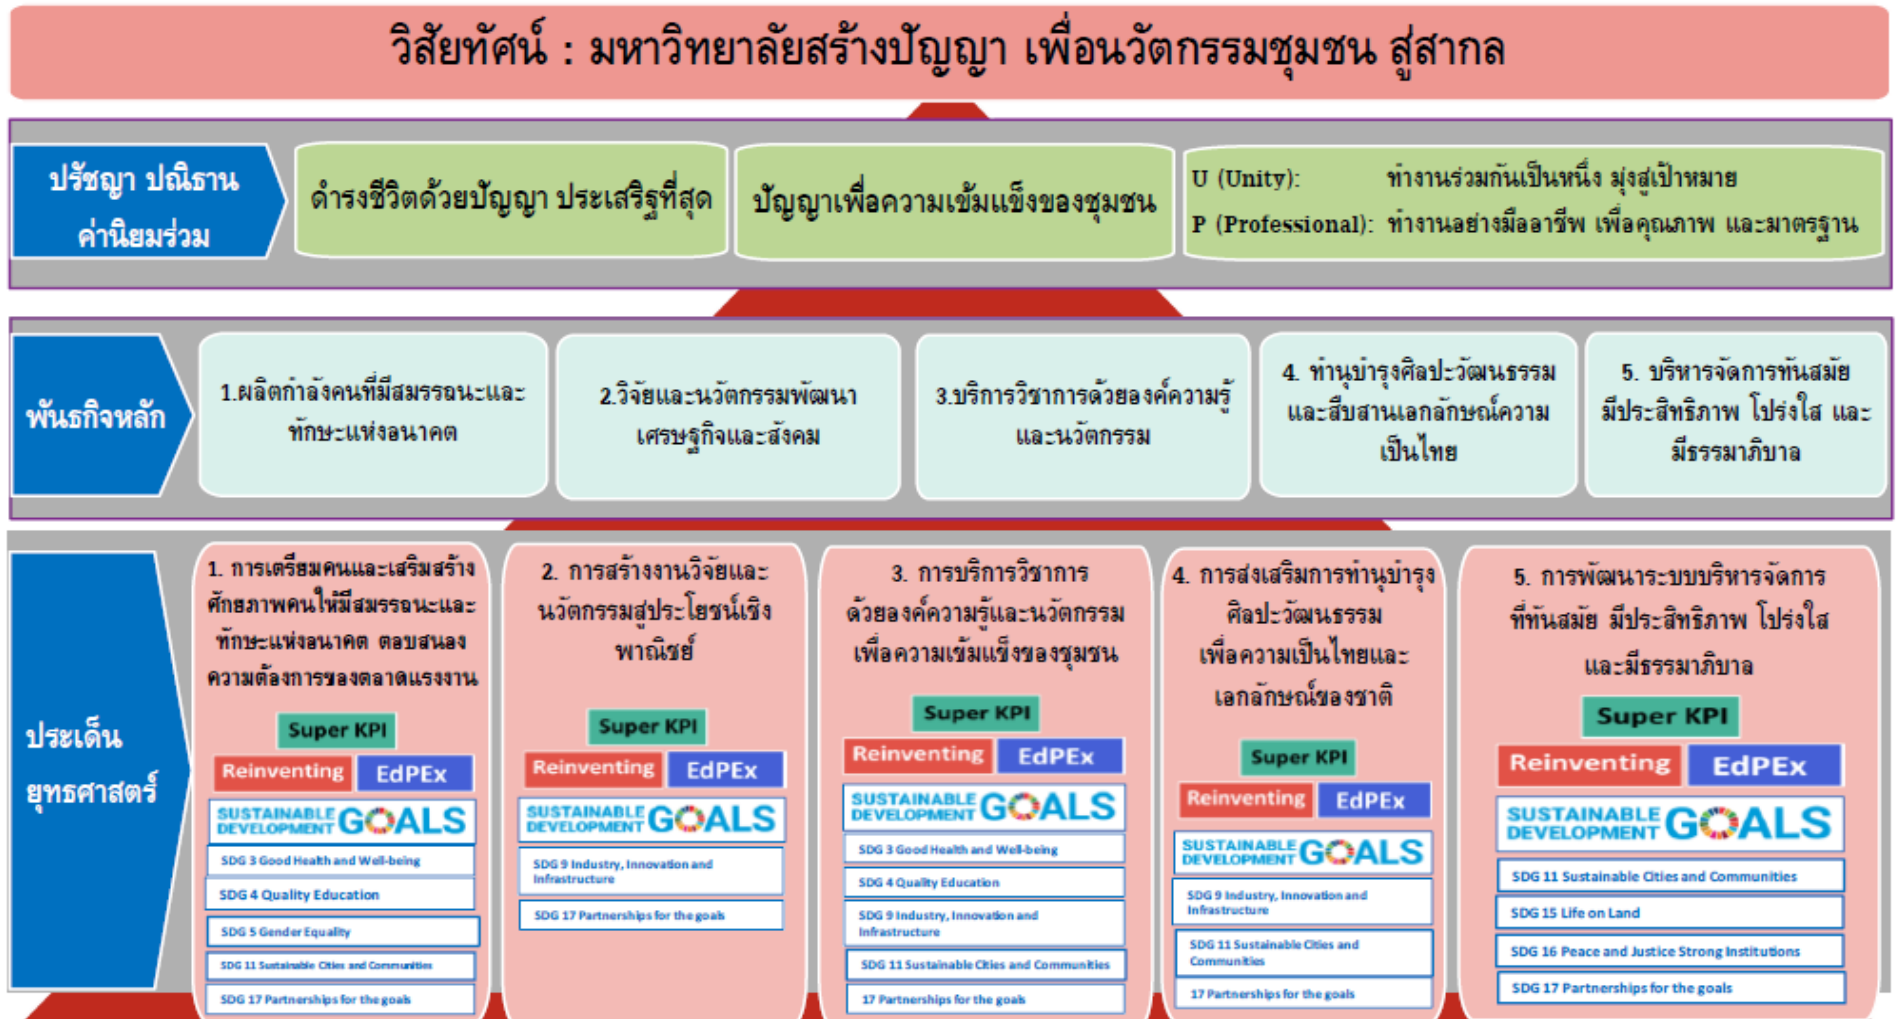 วิสัยทัศน์ : มหาวิทยาลัยสร้างปัญญา เพื่อนวัตกรรมชุมชน สู่สากล
ปรัชญา ปณิธาน
ค่านิยมร่วม
ดำรงชีวิตด้วยปัญญา ประเสริฐที่สุด
ปัญญาเพื่อความเข้มแข็งของชุมชน
U (Unity): ทำงานร่วมกันเป็นหนึ่ง มุ่งสู่เป้าหมาย
P (Professional): ทำงานอย่างมืออาชีพ เพื่อคุณภาพ และมาตรฐาน
พันธกิจหลัก
1.ผลิตกำลังคนที่มีสมรรถนะและ
ทักษะแห่งอนาคต
2.วิจัยและนวัตกรรมพัฒนา
เศรษฐกิจและสังคม
3.บริการวิชาการด้วยองค์ความรู้
และนวัตกรรม
4. ทำนุบำรุงศิลปะวัฒนธรรม
และสืบสานเอกลักษณ์ความ
เป็นไทย
5. บริหารจัดการทันสมัย
มีประสิทธิภาพ โปร่งใส และ
มีธรรมาภิบาล
ประเด็น
ยุทธศาสตร์
1. การเตรียมคนและเสริมสร้าง
ศักยภาพคนให้มีสมรรถนะและ
ทักษะแห่งอนาคต ตอบสนอง
ความต้องการของตลาดแรงงาน
Super KPI
Reinventing EdPEx
SUSTAINABLE DEVELOPMENT GOALS
SDG 3 Good Health and Well-being
SDG 4 Quality Education
SDG 5 Gender Equality
SDG 11 Sustainable Cities and Communities
SDG 17 Partnerships for the goals
2. การสร้างงานวิจัยและ
นวัตกรรมสู่ประโยชน์เชิง
พาณิชย์
Super KPI
Reinventing EdPEx
SUSTAINABLE DEVELOPMENT GOALS
SDG 9 Industry, Innovation and
Infrastructure
SDG 17 Partnerships for the goals
3. การบริการวิชาการ
ด้วยองค์ความรู้และนวัตกรรม
เพื่อความเข้มแข็งของชุมชน
Super KPI
Reinventing EdPEx
SUSTAINABLE DEVELOPMENT GOALS
SDG 3 Good Health and Well-being
SDG 4 Quality Education
SDG 9 Industry, Innovation and
Infrastructure
SDG 11 Sustainable Cities and Communities
17 Partnerships for the goals
4. การส่งเสริมการทำนุบำรุง
ศิลปะวัฒนธรรม
เพื่อความเป็นไทยและ
เอกลักษณ์ของชาติ
Super KPI
Reinventing EdPEx
SUSTAINABLE DEVELOPMENT GOALS
SDG 9 Industry, Innovation and
Infrastructure
SDG 11 Sustainable Cities and
Communities
17 Partnerships for the goals
5. การพัฒนาระบบบริหารจัดการ
ที่ทันสมัย มีประสิทธิภาพ โปร่งใส
และมีธรรมาภิบาล
Super KPI
Reinventing EdPEx
SUSTAINABLE DEVELOPMENT GOALS
SDG 11 Sustainable Cities and Communities
SDG 15 Life on Land
SDG 16 Peace and Justice Strong Institutions
SDG 17 Partnerships for the goals